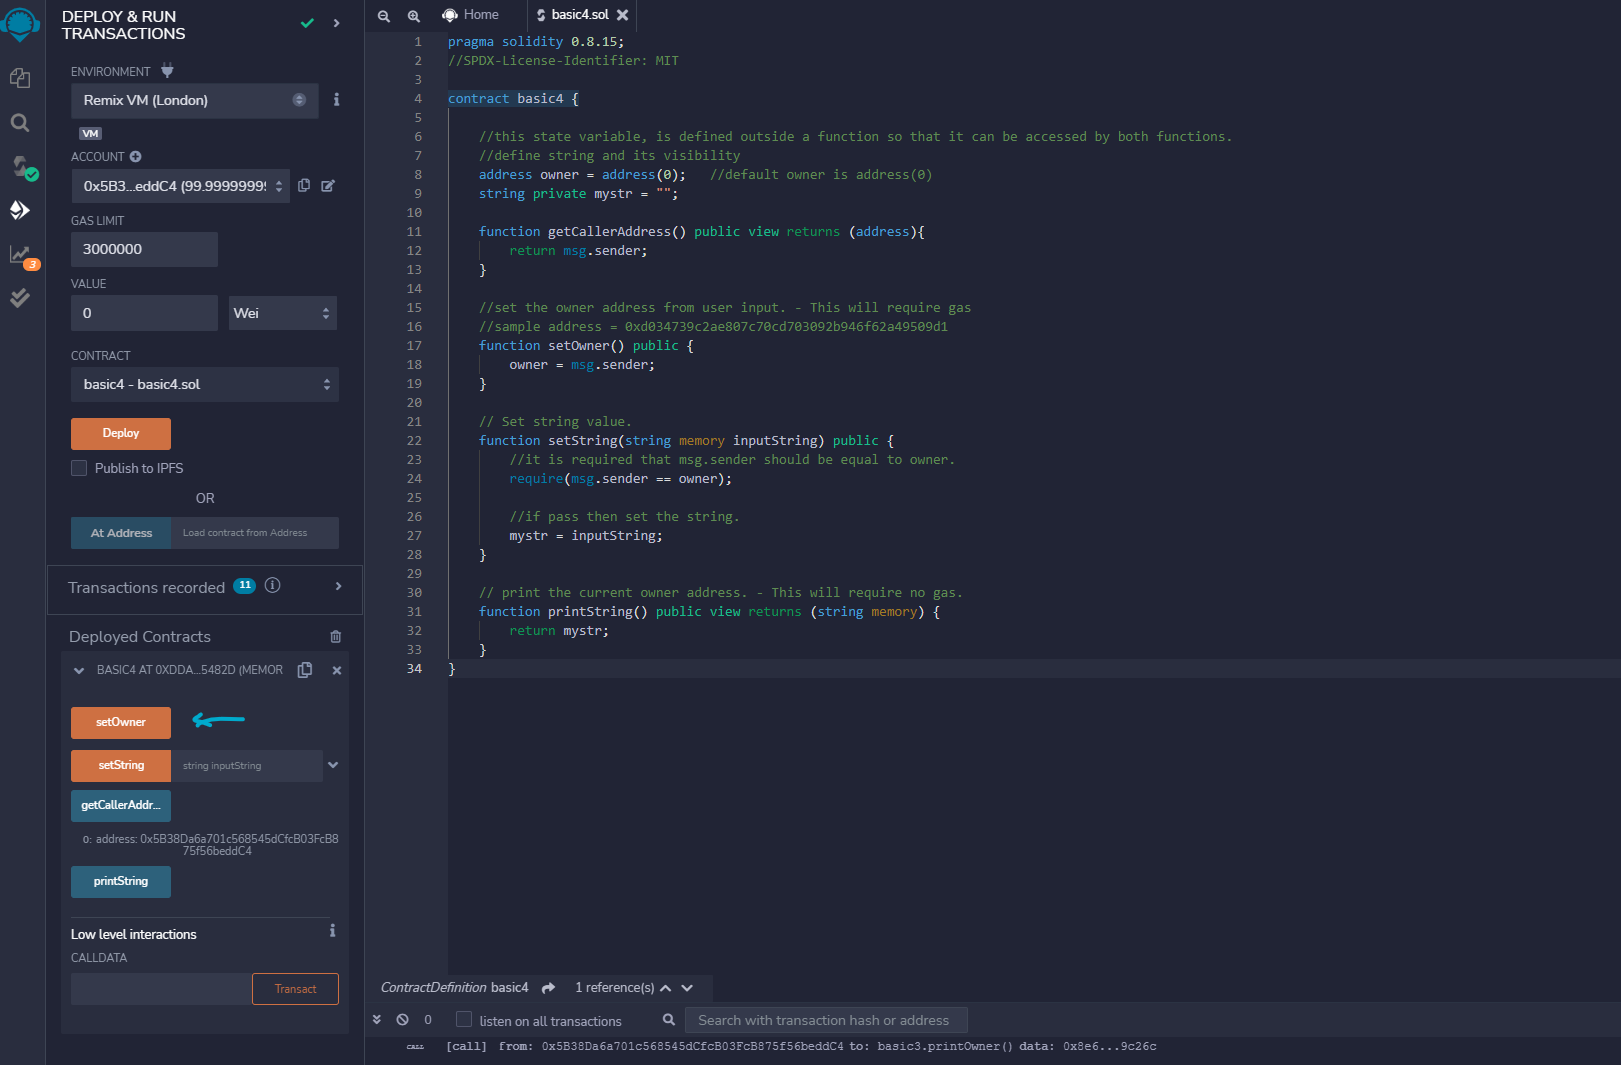 DEPLOY & RUN
TRANSACTIONS
ENVIRONMENT
Remix VM (London)
VM
ACCOUNT
0x5B3...eddC4 (99.99999999
GAS LIMIT
3000000
VALUE
0
Wei
CONTRACT
basic4 - basic4.sol
Deploy
Publish to IPFS
OR
At Address
Load contract from Address
Transactions recorded 11
Deployed Contracts
BASIC4 AT 0XDDA...5482D (MEMOR
setOwner
setString
string inputString
getCallerAddr...
0: address: 0x5B38Da6a701c568545dCfcB03FcB8
75f56beddC4
printString
Low level interactions
CALLDATA
Transact
3
Home
basic4.sol
1 pragma solidity 0.8.15;
2 //SPDX-License-Identifier: MIT
3
4 contract basic4 {
5
6 //this state variable, is defined outside a function so that it can be accessed by both functions.
7 //define string and its visibility
8 address owner = address(0); //default owner is address(0)
9 string private mystr = "";
10
11 function getCallerAddress() public view returns (address){
12 return msg.sender;
13 }
14
15 //set the owner address from user input. - This will require gas
16 //sample address = 0xd034739c2ae807c70cd703092b946f62a49509d1
17 function setOwner() public {
18 owner = msg.sender;
19 }
20
21 // Set string value.
22 function setString(string memory inputString) public {
23 //it is required that msg.sender should be equal to owner.
24 require(msg.sender == owner);
25
26 //if pass then set the string.
27 mystr = inputString;
28 }
29
30 // print the current owner address. - This will require no gas.
31 function printString() public view returns (string memory) {
32 return mystr;
33 }
34 }
ContractDefinition basic4 1 reference(s)
0 listen on all transactions Search with transaction hash or address
CALL [call] from: 0x5B38Da6a701c568545dCfcB03FcB875f56beddC4 to: basic3.printOwner() data: 0x8e6...9c26c